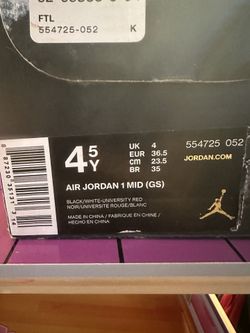 FTL
554725-052 K
4 5 Y
UK 4
EUR 36.5
cm 23.5
BR 35
554725 052
JORDAN.COM
AIR JORDAN 1 MID (GS)
BLACK/WHITE-UNIVERSITY RED
NOIR/UNIVERSITE ROUGE/BLANC
MADE IN CHINA / FABRIQUE EN CHINE /
HECHO EN CHINA